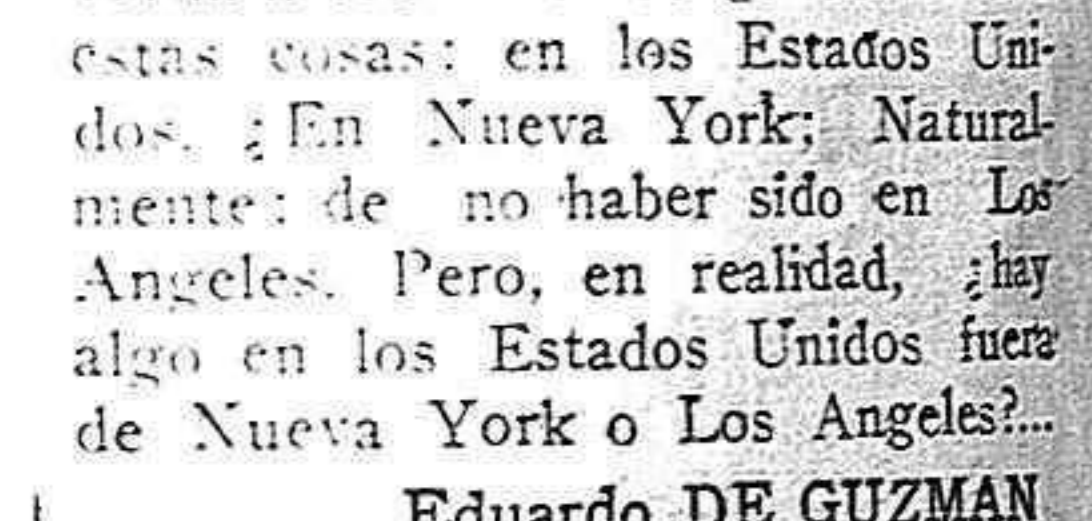 estas cosas: en los Estados Uni-
dos. ¿En Nueva York; Natural-
mente: de no haber sido en Los
Angeles. Pero, en realidad, ¿hay
algo en los Estados Unidos fuera
de Nueva York o Los Angeles?...
Eduardo DE GUZMAN